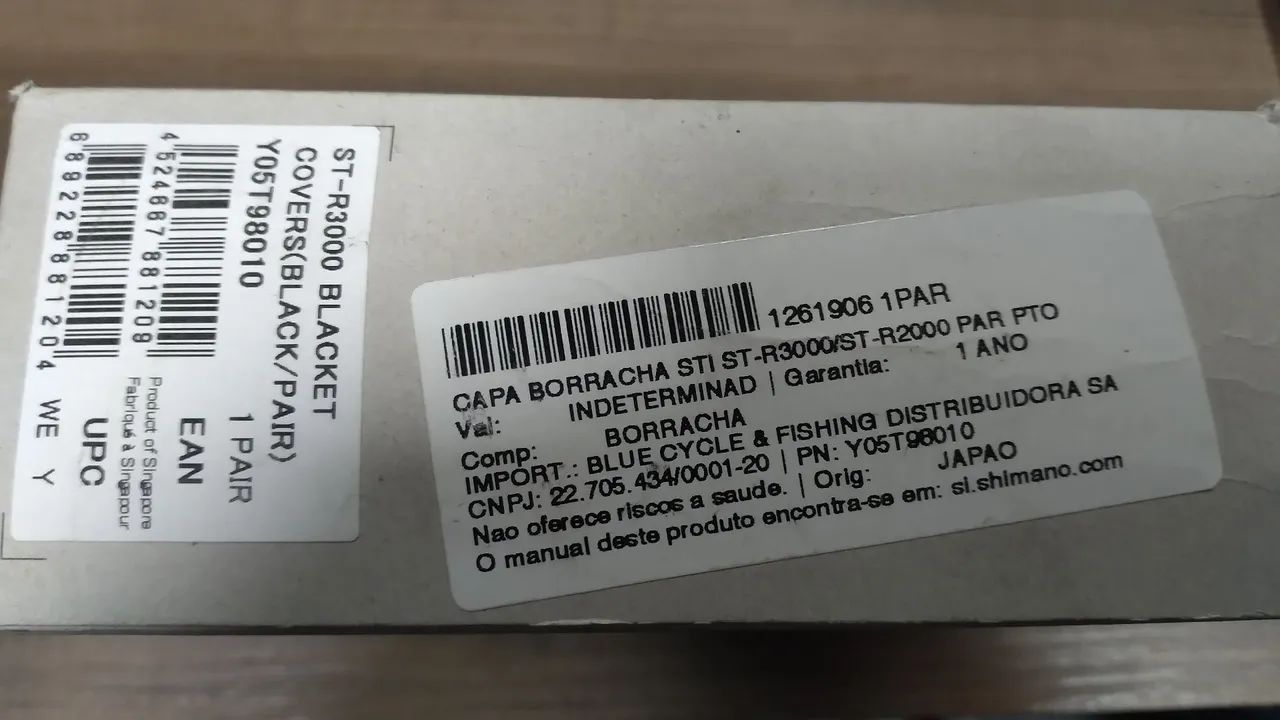 ST-R3000 BLACKET
COVERS(BLACK/PAIR)
Y05T98010
1 PAIR
4 524667 881209
EAN
Product of Singapore
Fabriqué à Singapour
6 89228 88120 4
UPC
WE Y
1261906 1PAR
CAPA BORRACHA STI ST-R3000/ST-R2000 PAR PTO
Val: INDETERMINAD | Garantia: 1 ANO
Comp: BORRACHA
IMPORT.: BLUE CYCLE & FISHING DISTRIBUIDORA SA
CNPJ: 22.705.434/0001-20 | PN: Y05T98010
Nao oferece riscos a saude. | Orig: JAPAO
O manual deste produto encontra-se em: si.shimano.com